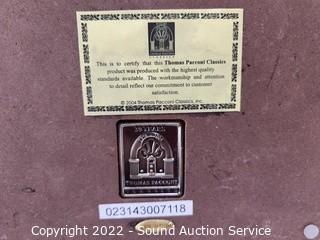 This is to certify that this Thomas Pacconi Classics
product was produced with the highest quality
standards available. The workmanship and attention
to detail reflect our commitment to customer
satisfaction.
© 2004 Thomas Pacconi Classics, Inc.
20 YEARS
THOMAS PACCONI
023143007118
Copyright 2022 - Sound Auction Service